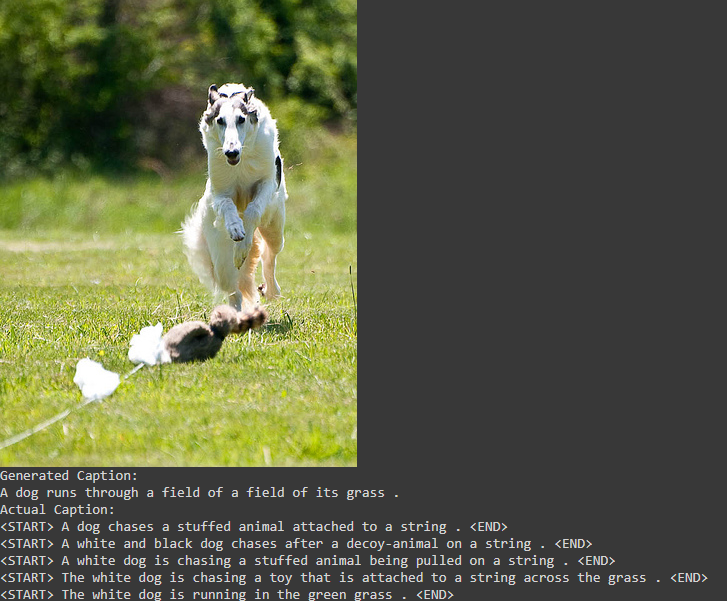 Generated Caption:
A dog runs through a field of a field of its grass .
Actual Caption:
<START> A dog chases a stuffed animal attached to a string . <END>
<START> A white and black dog chases after a decoy-animal on a string . <END>
<START> A white dog is chasing a stuffed animal being pulled on a string . <END>
<START> The white dog is chasing a toy that is attached to a string across the grass . <END>
<START> The white dog is running in the green grass . <END>